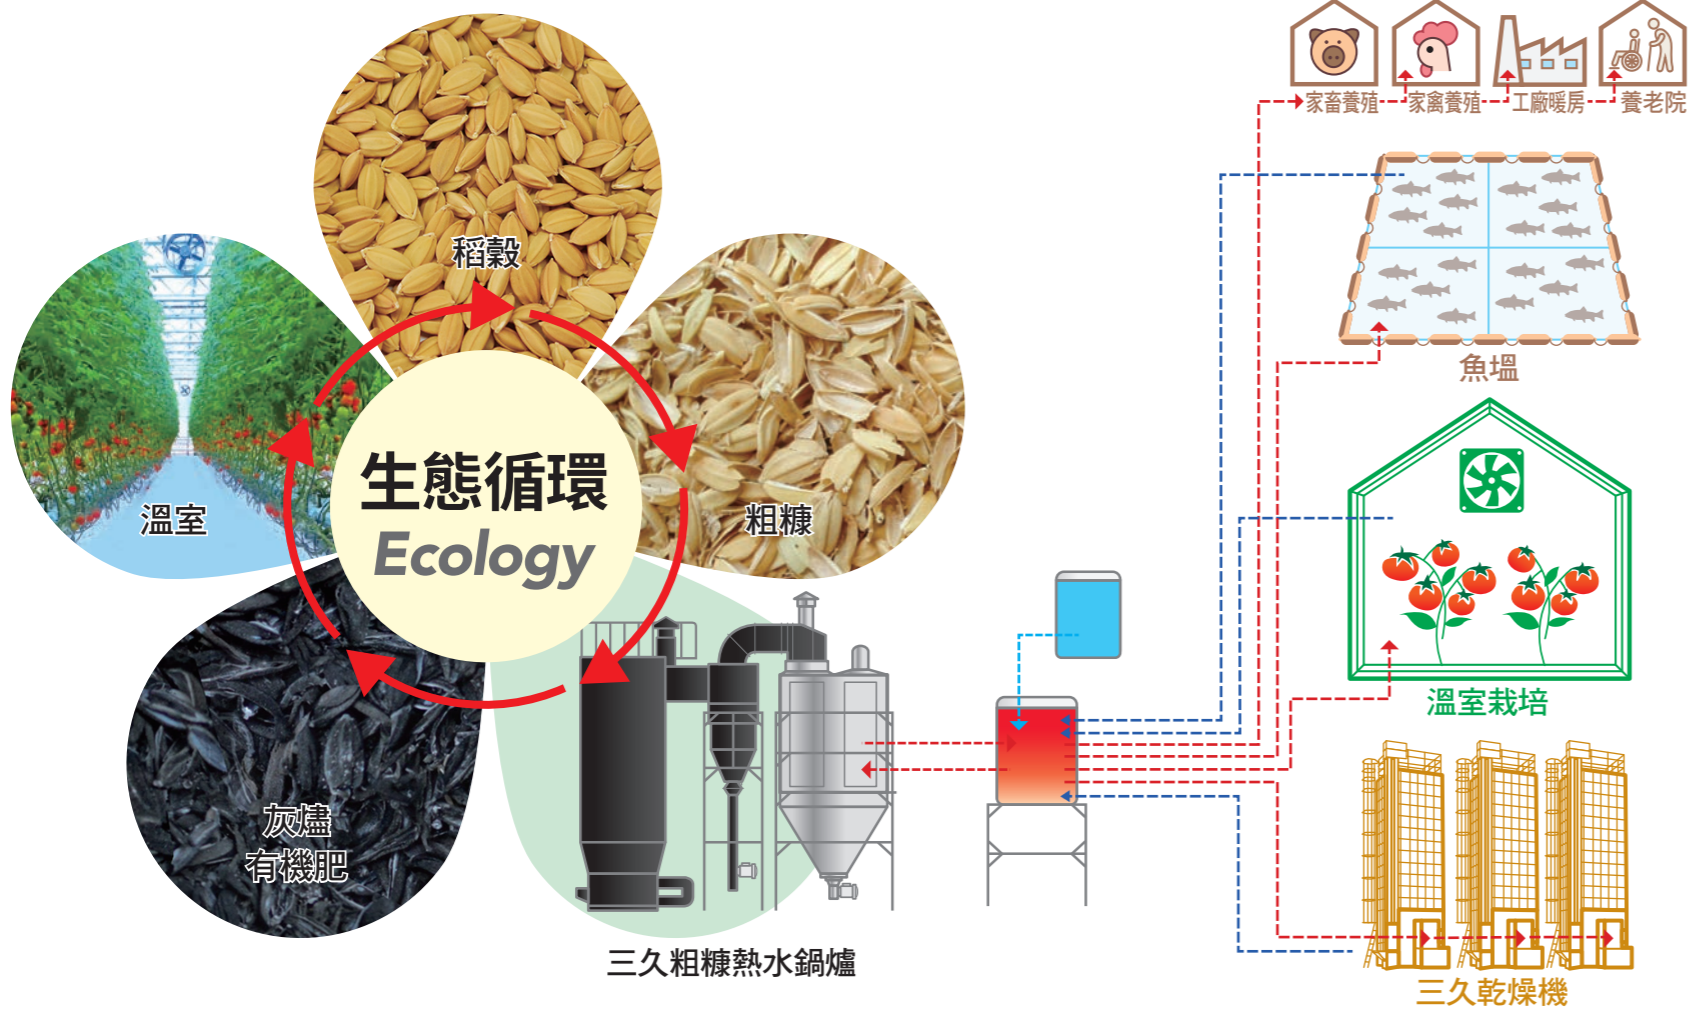 家畜養殖
家禽養殖
工廠暖房
養老院
稻穀
魚塭
生態循環
Ecology
溫室
粗糠
溫室栽培
灰燼
有機肥
三久粗糠熱水鍋爐
三久乾燥機